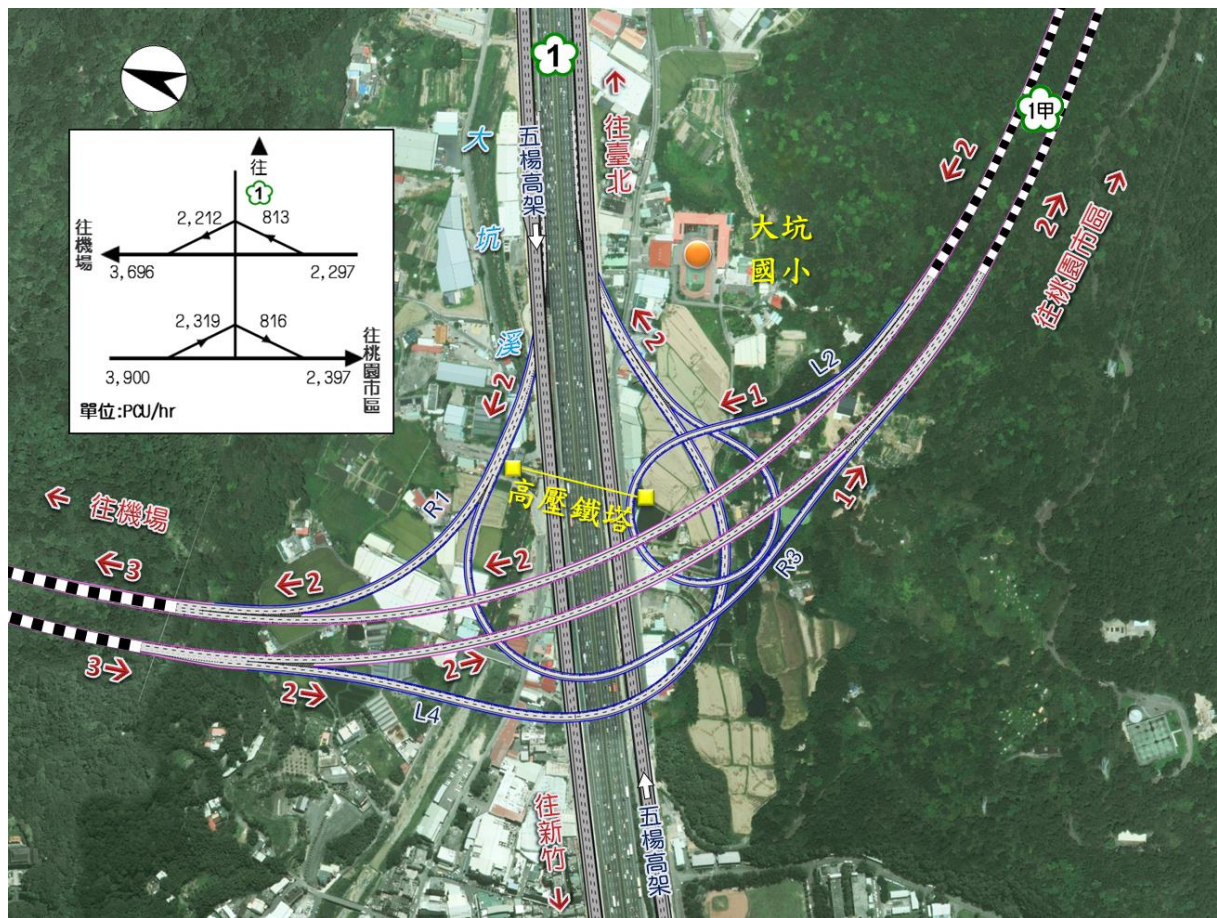 1
五楊高架
往臺北
大坑溪
大坑
國小
1甲
2
2
往桃園市區
往
1
2,212
813
往機場
3,696
2,297
2,319
816
往桃園市區
3,900
2,397
單位:PCU/hr
2
2
L2
1
高壓鐵塔
R1
往機場
3
2
2
1
R3
3
2
2
L4
往新竹
五楊高架